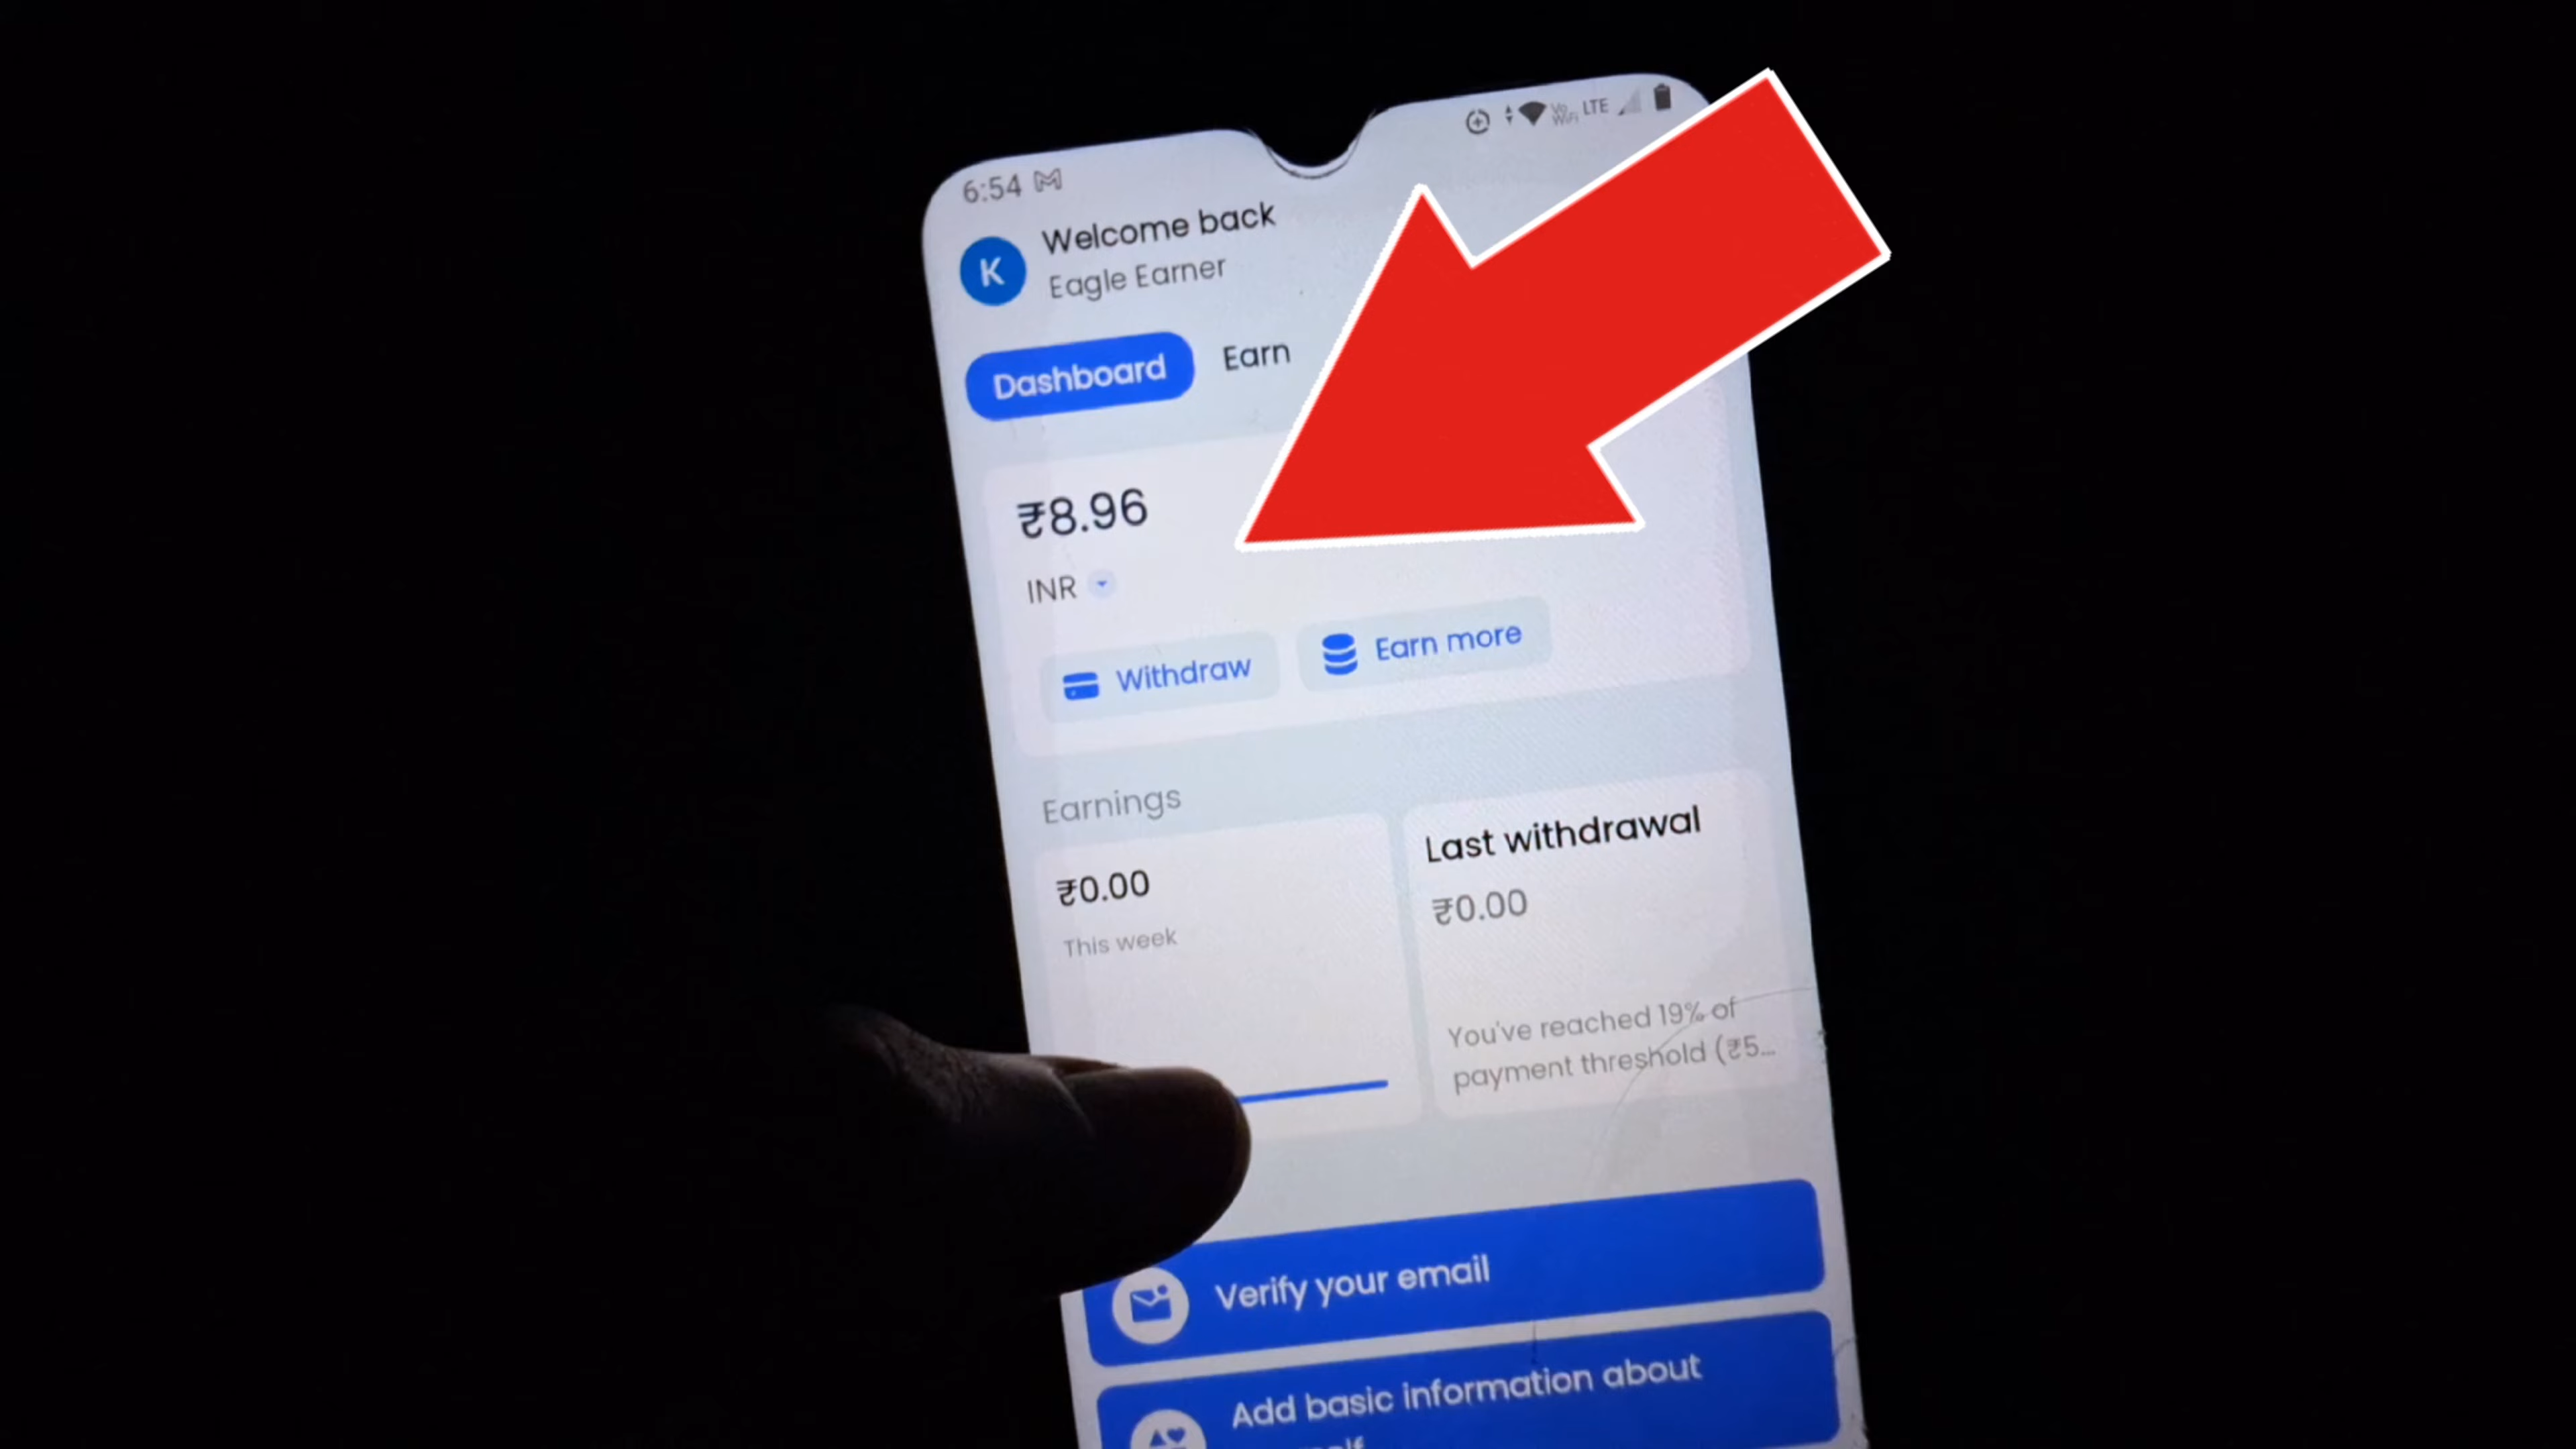 6:54
Vo WiFi LTE
K
Welcome back
Eagle Earner
Dashboard
Earn
₹8.96
INR
Withdraw
Earn more
Earnings
₹0.00
This week
Last withdrawal
₹0.00
You've reached 19% of
payment threshold (₹5...
Verify your email
Add basic information about